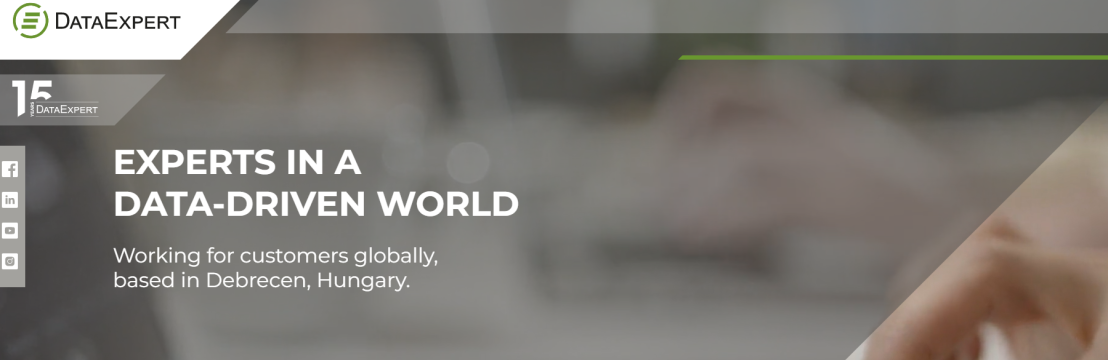 DATAEXPERT
15
YEARS
DATAEXPERT
EXPERTS IN A
DATA-DRIVEN WORLD
Working for customers globally,
based in Debrecen, Hungary.